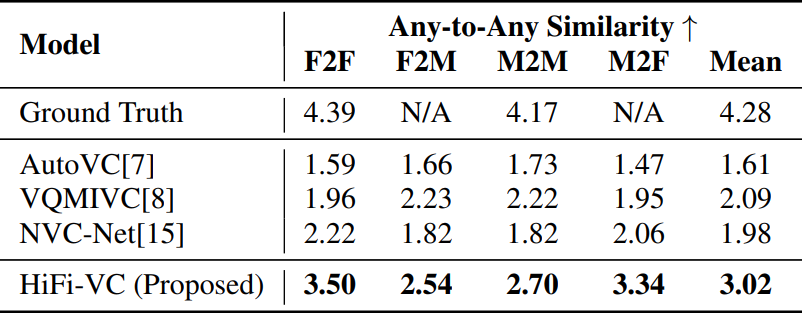 Model Any-to-Any Similarity ↑
F2F F2M M2M M2F Mean
Ground Truth 4.39 N/A 4.17 N/A 4.28
AutoVC[7] 1.59 1.66 1.73 1.47 1.61
VQMIVC[8] 1.96 2.23 2.22 1.95 2.09
NVC-Net[15] 2.22 1.82 1.82 2.06 1.98
HiFi-VC (Proposed) 3.50 2.54 2.70 3.34 3.02